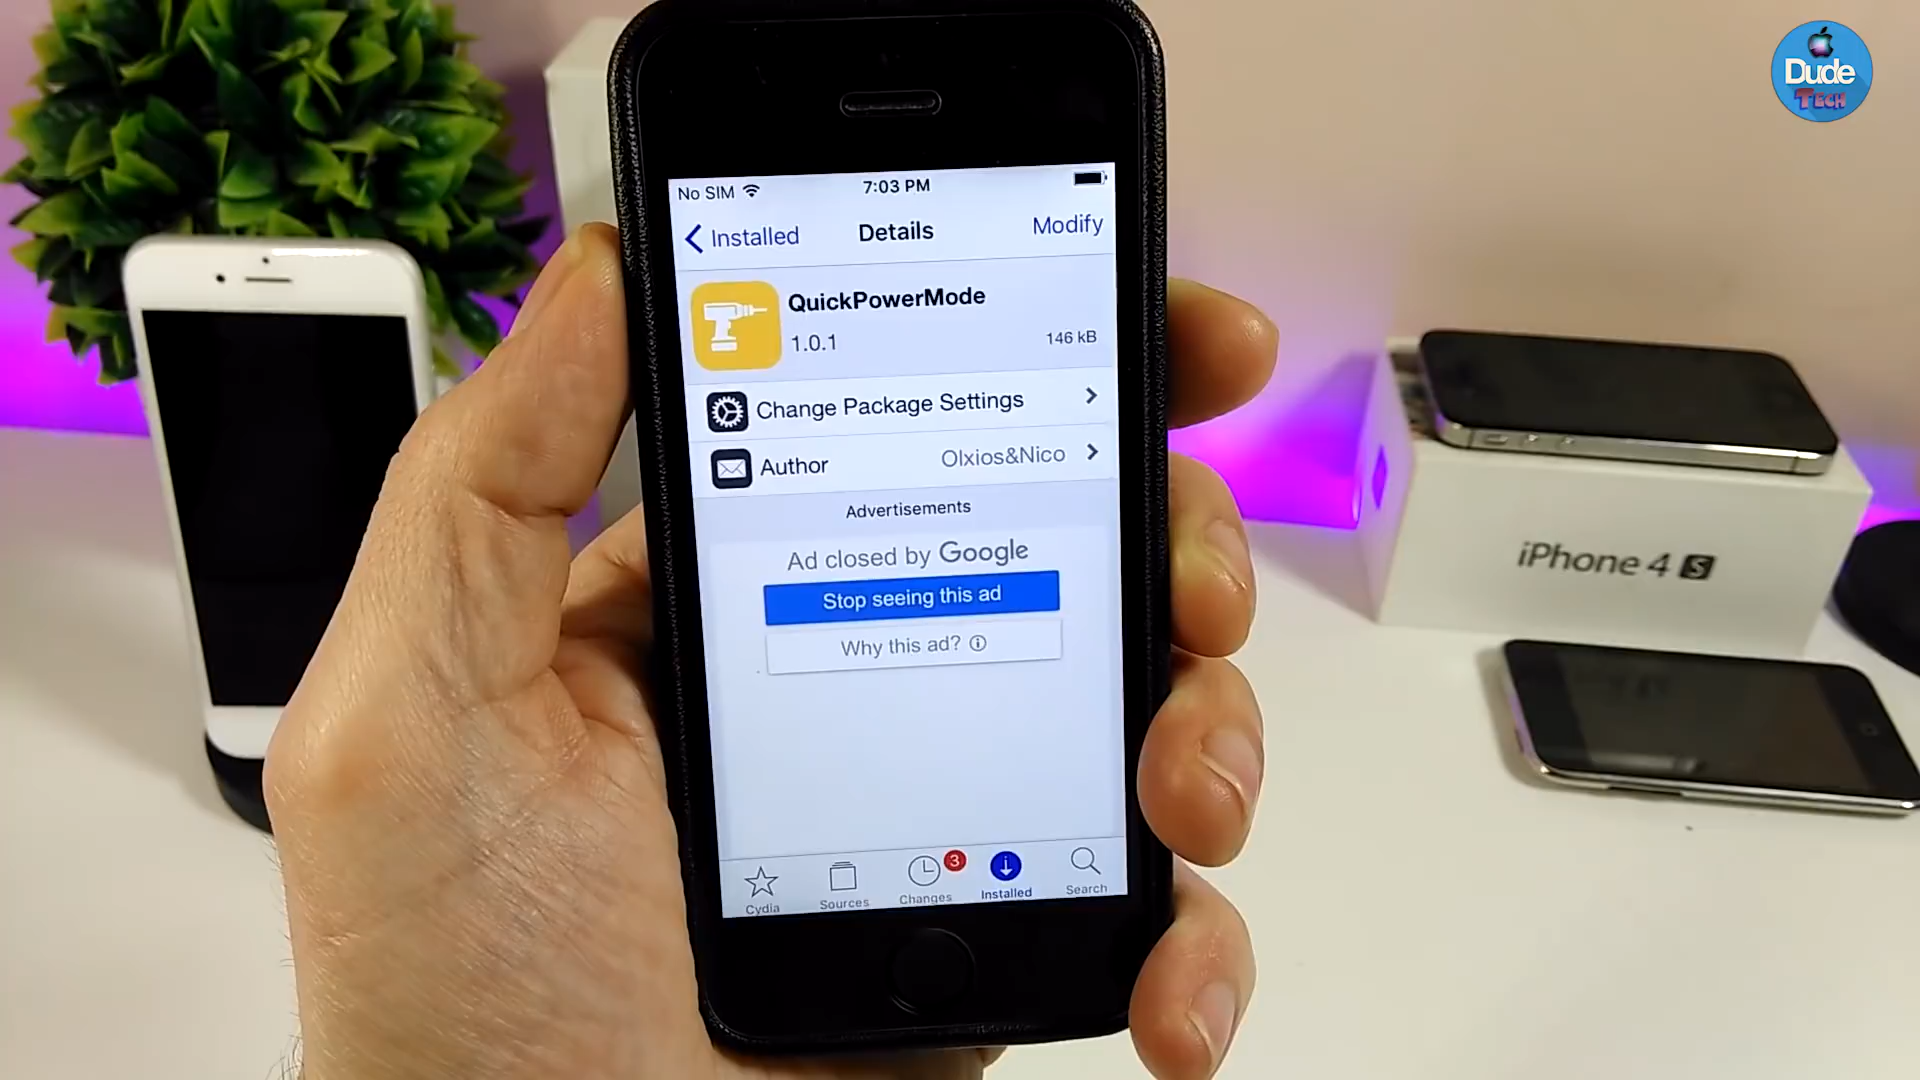 Dude
TECH
No SIM
7:03 PM
Installed
Details
Modify
QuickPowerMode
1.0.1
146 kB
Change Package Settings
Author
Olxios&Nico
Advertisements
Ad closed by Google
Stop seeing this ad
Why this ad?
3
Cydia
Sources
Changes
Installed
Search
iPhone 4 S